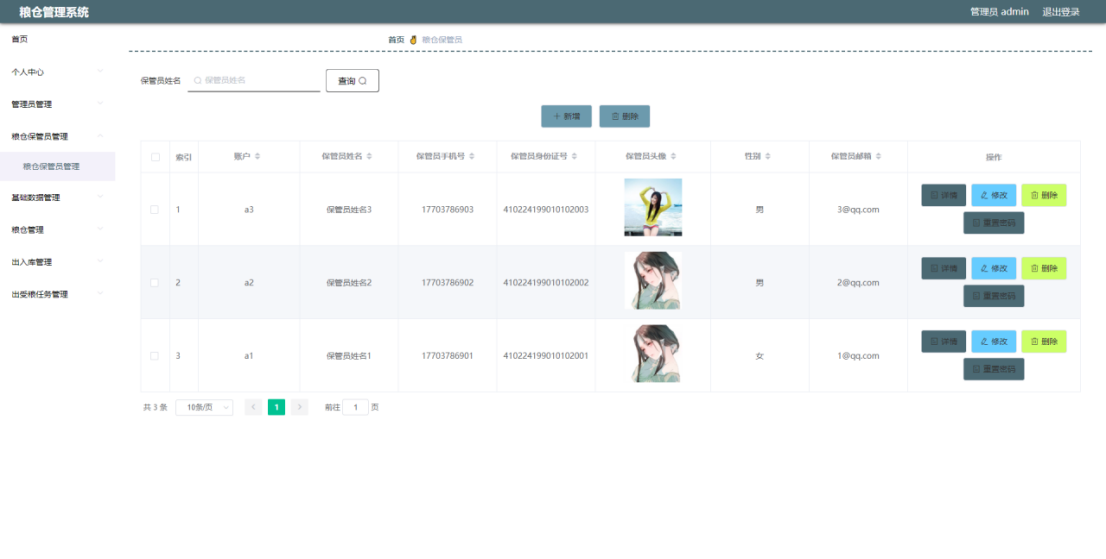 粮仓管理系统 管理员 admin 退出登录
首页
首页 粮仓保管员
个人中心
保管员姓名 保管员姓名 查询
管理员管理
新增 删除
粮仓保管员管理
粮仓保管员管理
索引 账户 保管员姓名 保管员手机号 保管员身份证号 保管员头像 性别 保管员邮箱 操作
基础数据管理
1 a3 保管员姓名3 17703786903 410224199010102003 男 3@qq.com 详情 修改 删除
重置密码
粮仓管理
出入库管理
2 a2 保管员姓名2 17703786902 410224199010102002 男 2@qq.com 详情 修改 删除
重置密码
出受粮任务管理
3 a1 保管员姓名1 17703786901 410224199010102001 女 1@qq.com 详情 修改 删除
重置密码
共 3 条 10条/页 1 前往 1 页